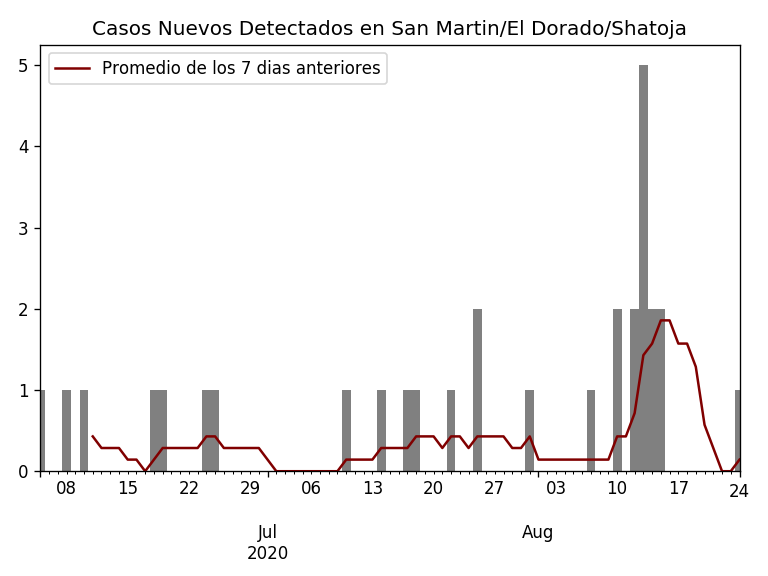 Casos Nuevos Detectados en San Martin/El Dorado/Shatoja
Promedio de los 7 dias anteriores
5
4
3
2
1
0
08 15 22 29 06 13 20 27 03 10 17 24
Jul Aug
2020